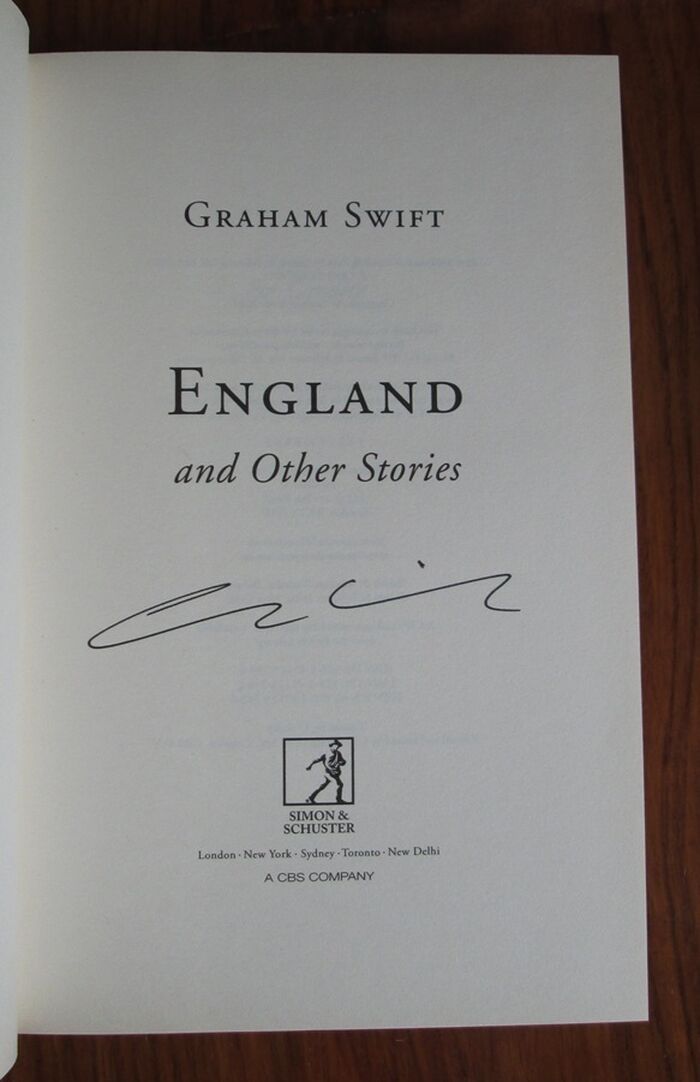 GRAHAM SWIFT
ENGLAND
and Other Stories
SIMON &
SCHUSTER
London · New York · Sydney · Toronto · New Delhi
A CBS COMPANY